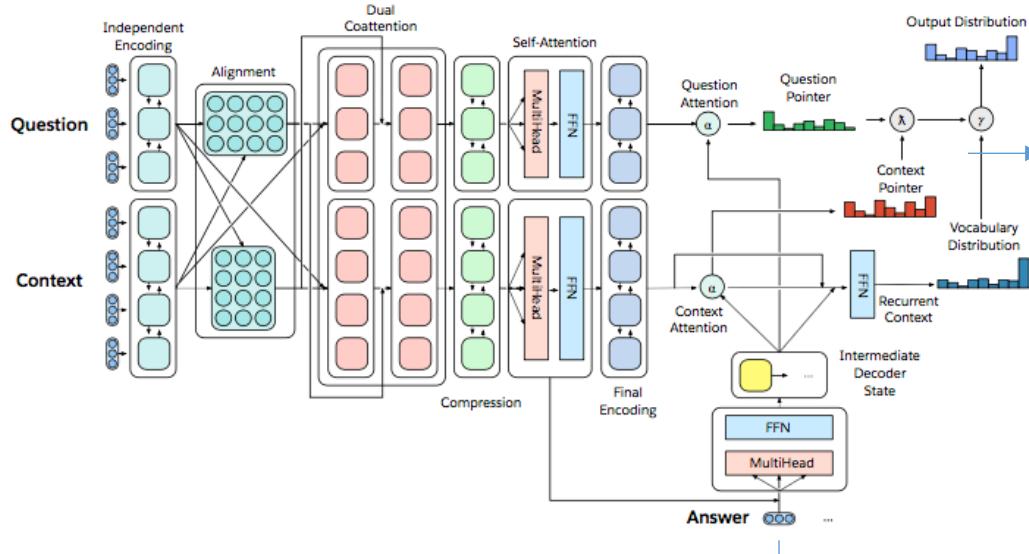 Independent
Encoding
Alignment
Dual
Coattention
Self-Attention
Question
Attention
Question
Pointer
Output Distribution
Question
MultiHead
FFN
α
ƛ
γ
Context
Pointer
Vocabulary
Distribution
Context
MultiHead
FFN
α
Context
Attention
FFN
Recurrent
Context
Compression
Final
Encoding
...
Intermediate
Decoder
State
FFN
MultiHead
Answer
...